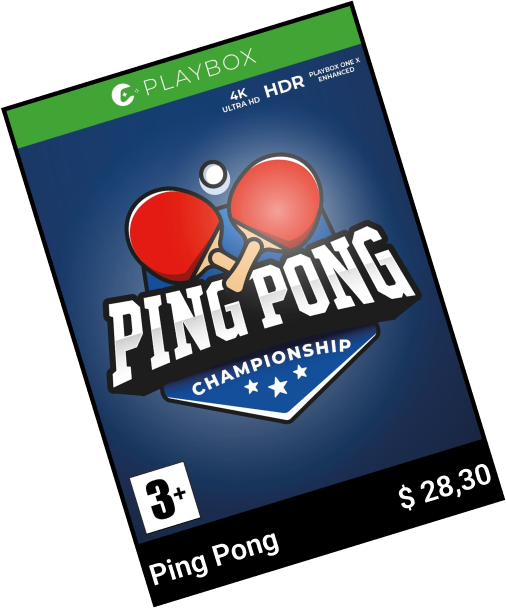 PLAYBOX
4K
ULTRA HD
HDR
PLAYBOX ONE X
ENHANCED
PING PONG
CHAMPIONSHIP
3+
$ 28,30
Ping Pong